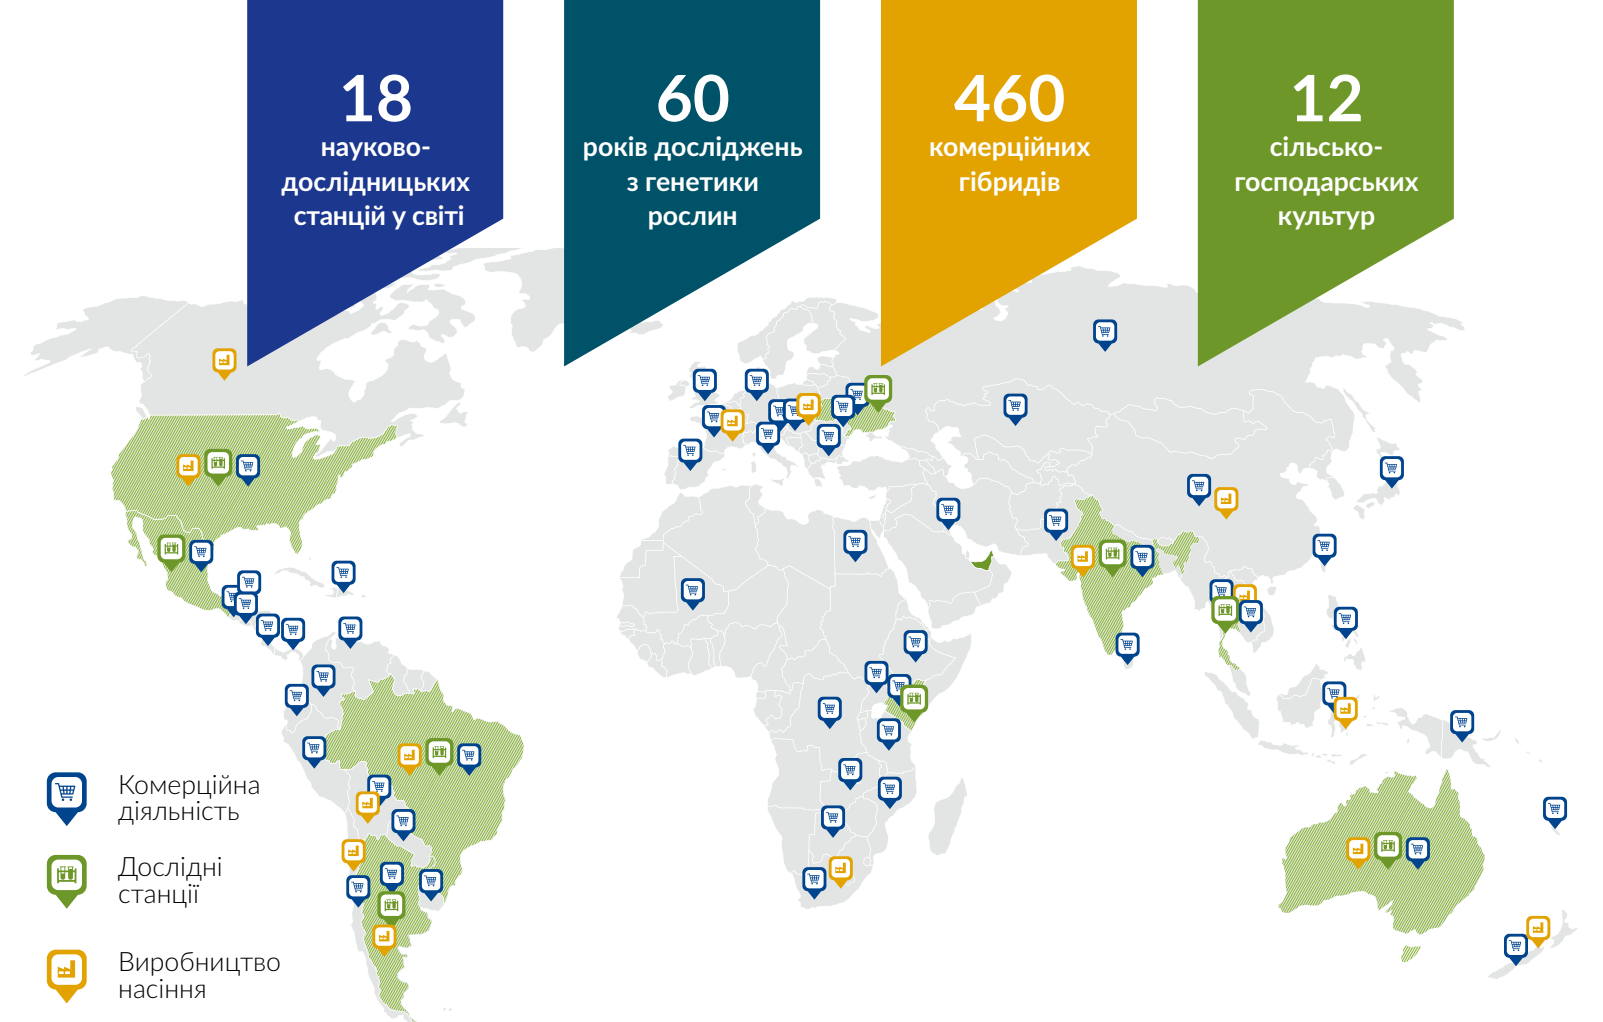 18
науково-
дослідницьких
станцій у світі
60
років досліджень
з генетики
рослин
460
комерційних
гібридів
12
сільсько-
господарських
культур
Комерційна
діяльність
Дослідні
станції
Виробництво
насіння